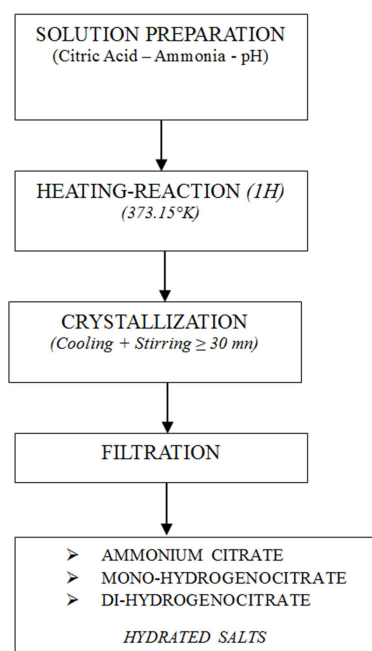 SOLUTION PREPARATION
(Citric Acid – Ammonia - pH)
HEATING-REACTION (1H)
(373.15°K)
CRYSTALLIZATION
(Cooling + Stirring ≥ 30 mn)
FILTRATION
➢ AMMONIUM CITRATE
➢ MONO-HYDROGENOCITRATE
➢ DI-HYDROGENOCITRATE
HYDRATED SALTS